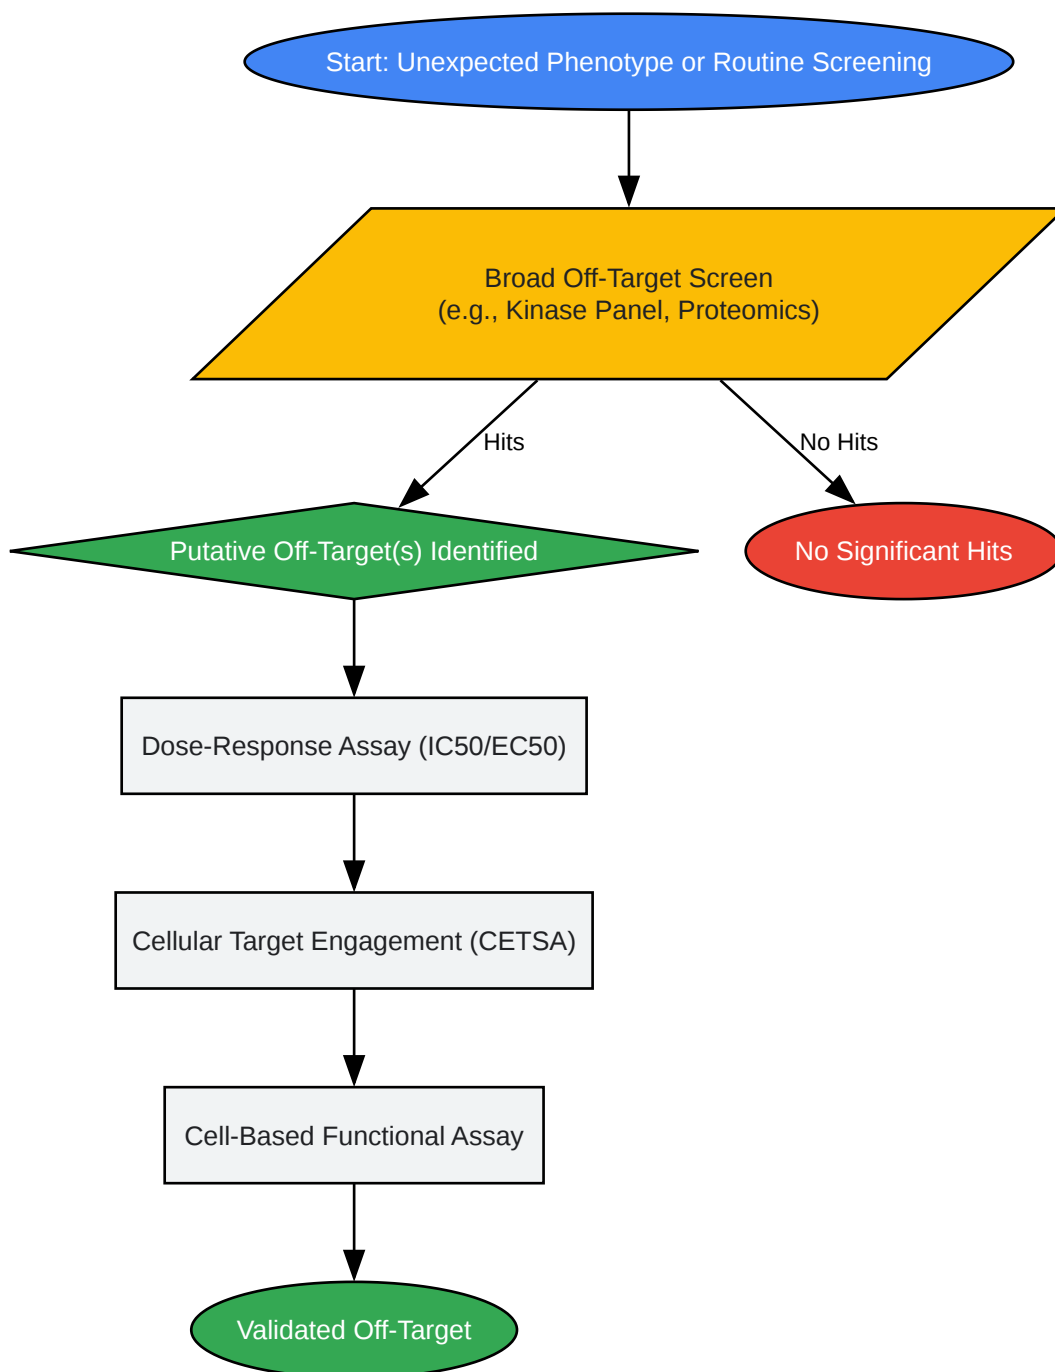 Start: Unexpected Phenotype or Routine Screening
Broad Off-Target Screen
(e.g., Kinase Panel, Proteomics)
Hits
No Hits
Putative Off-Target(s) Identified
No Significant Hits
Dose-Response Assay (IC50/EC50)
Cellular Target Engagement (CETSA)
Cell-Based Functional Assay
Validated Off-Target